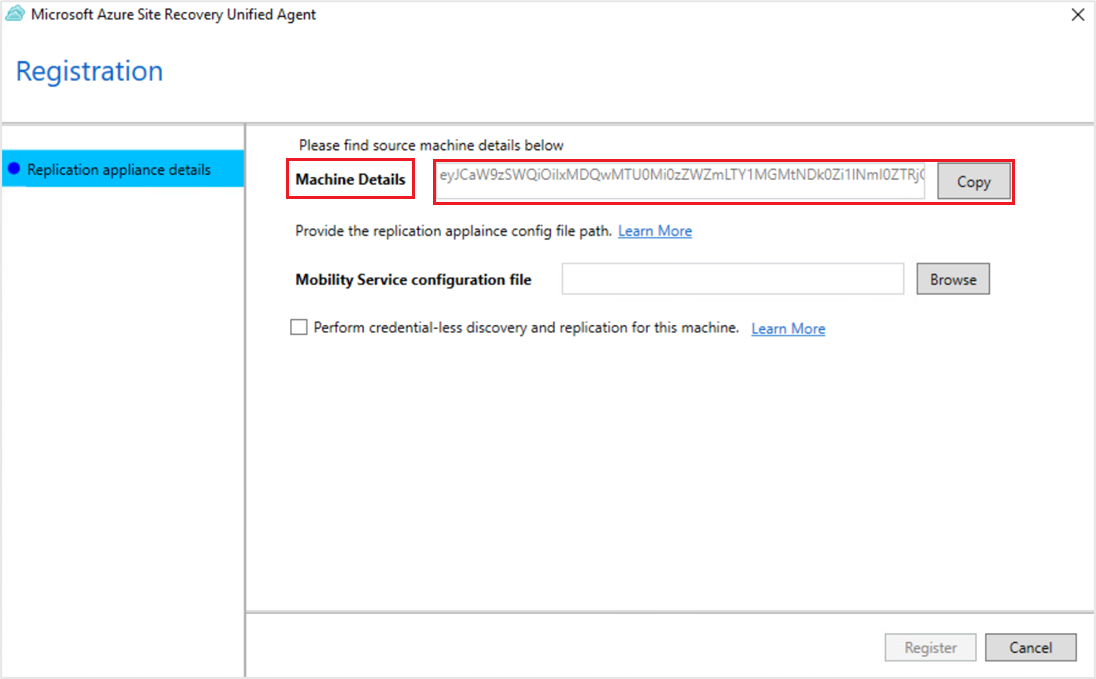 Microsoft Azure Site Recovery Unified Agent
Registration
Replication appliance details
Please find source machine details below
Machine Details
Copy
Provide the replication applaince config file path. Learn More
Mobility Service configuration file
Browse
Perform credential-less discovery and replication for this machine. Learn More
Register
Cancel